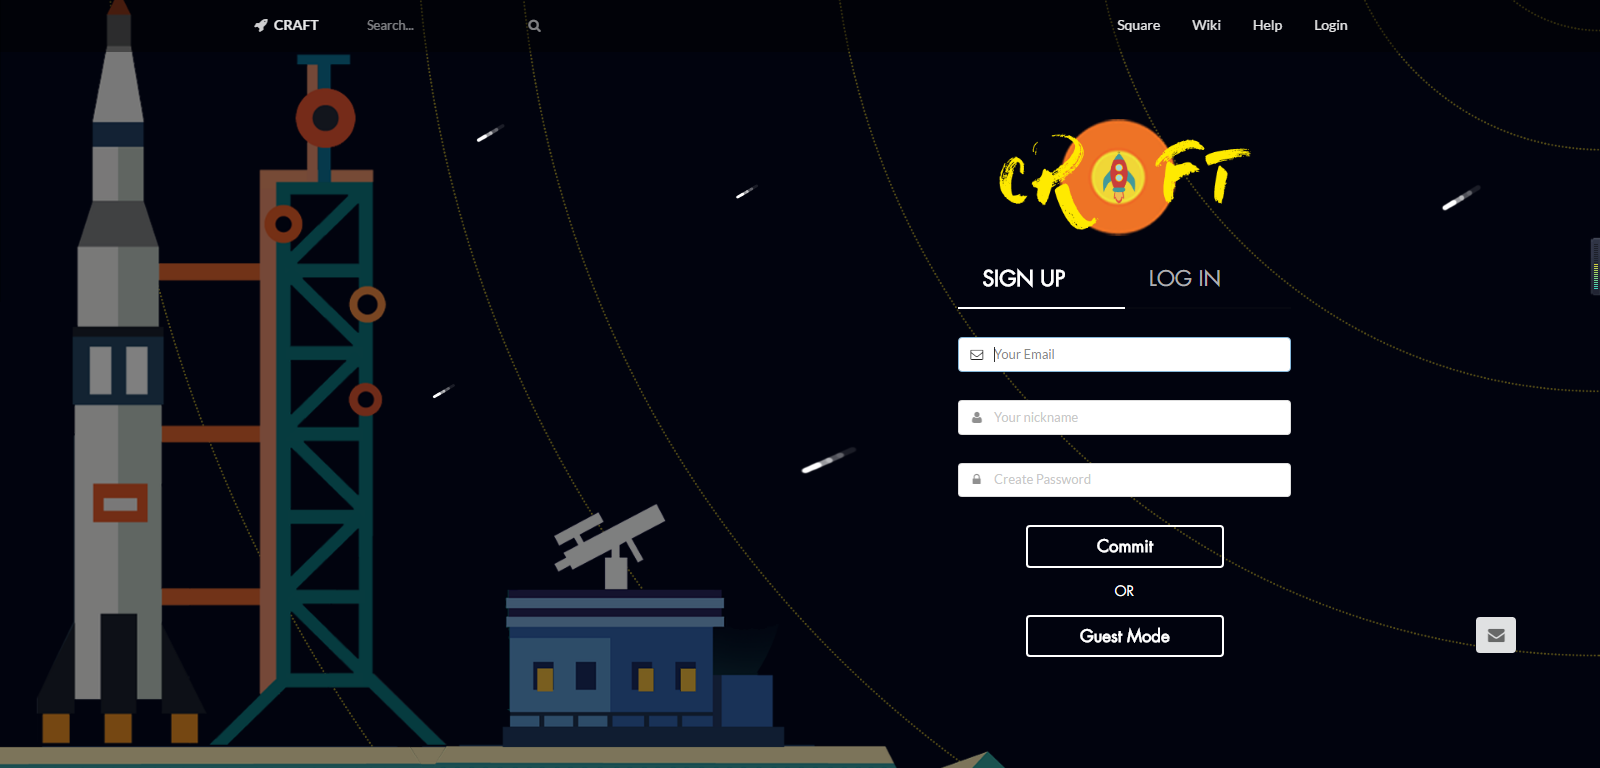 CRAFT
Search...
Square
Wiki
Help
Login
CRAFT
SIGN UP
LOG IN
Your Email
Your nickname
Create Password
Commit
OR
Guest Mode